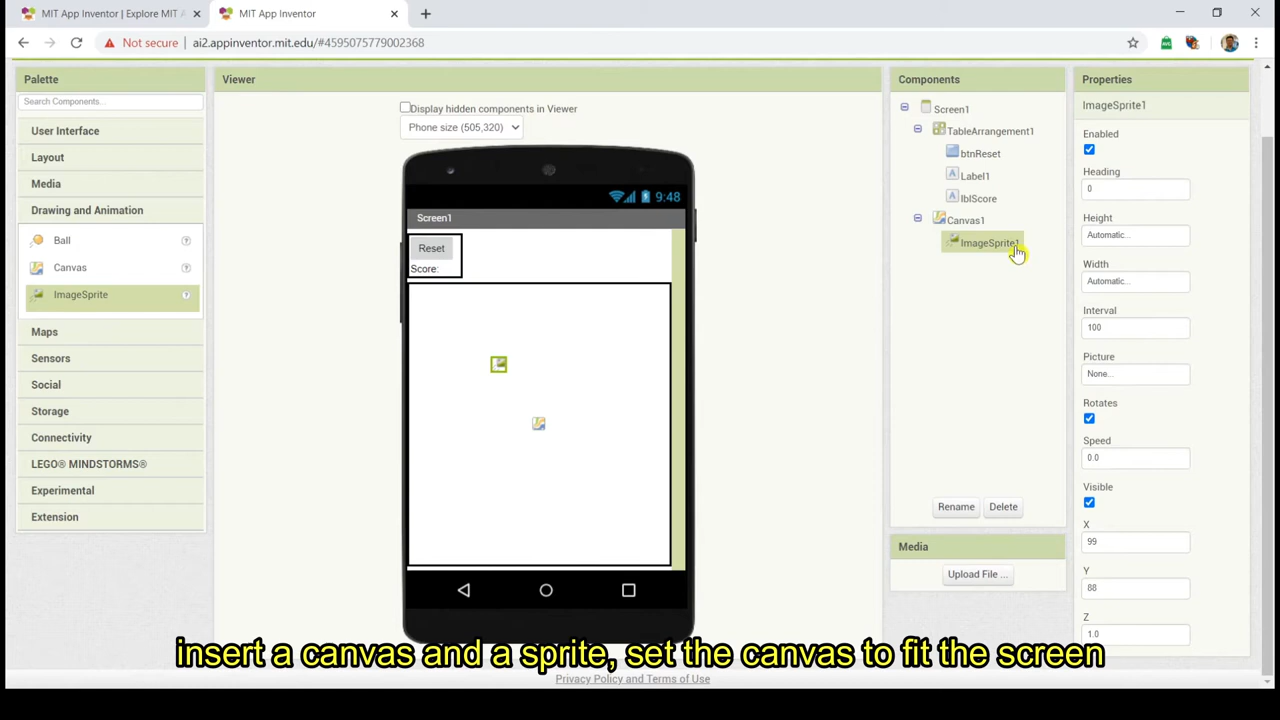 MIT App Inventor | Explore MIT A
MIT App Inventor
Not secure | ai2.appinventor.mit.edu/#4595075779002368
Palette
Search Components...
User Interface
Layout
Media
Drawing and Animation
Ball
Canvas
ImageSprite
Maps
Sensors
Social
Storage
Connectivity
LEGO® MINDSTORMS®
Experimental
Extension
Viewer
Display hidden components in Viewer
Phone size (505,320)
9:48
Screen1
Reset
Score:
Components
Screen1
TableArrangement1
btnReset
Label1
lblScore
Canvas1
ImageSprite1
Rename Delete
Media
Upload File ...
Properties
ImageSprite1
Enabled
Heading
0
Height
Automatic...
Width
Automatic...
Interval
100
Picture
None...
Rotates
Speed
0.0
Visible
X
99
Y
88
Z
1.0
insert a canvas and a sprite, set the canvas to fit the screen
Privacy Policy and Terms of Use